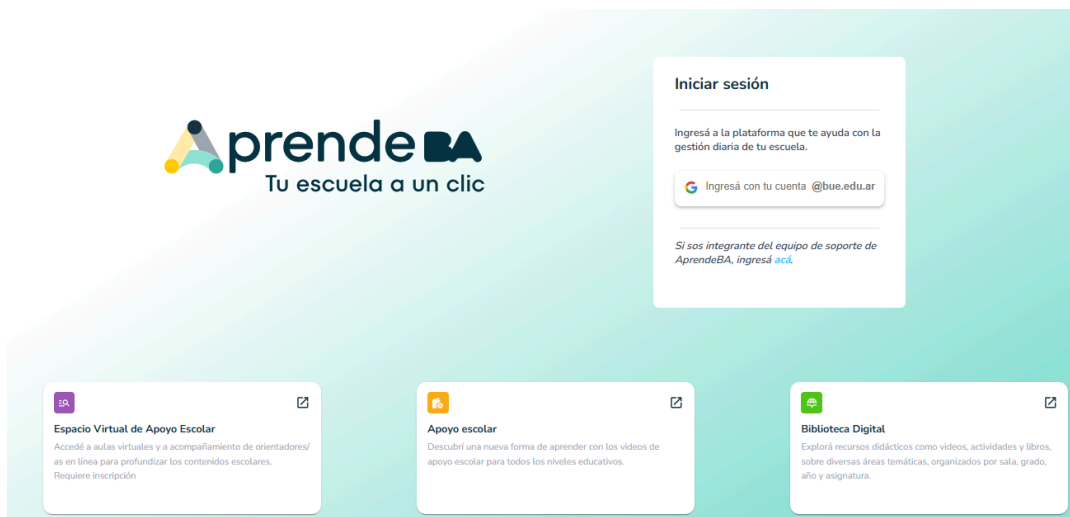 Aprende BA
Tu escuela a un clic
Iniciar sesión
Ingresá a la plataforma que te ayuda con la
gestión diaria de tu escuela.
Ingresá con tu cuenta @bue.edu.ar
Si sos integrante del equipo de soporte de
AprendeBA, ingresá acá.
Espacio Virtual de Apoyo Escolar
Accedé a aulas virtuales y a acompañamiento de orientadores/
as en línea para profundizar los contenidos escolares.
Requiere inscripción
Apoyo escolar
Descubrí una nueva forma de aprender con los videos de
apoyo escolar para todos los niveles educativos.
Biblioteca Digital
Explorá recursos didácticos como videos, actividades y libros,
sobre diversas áreas temáticas, organizados por sala, grado,
año y asignatura.